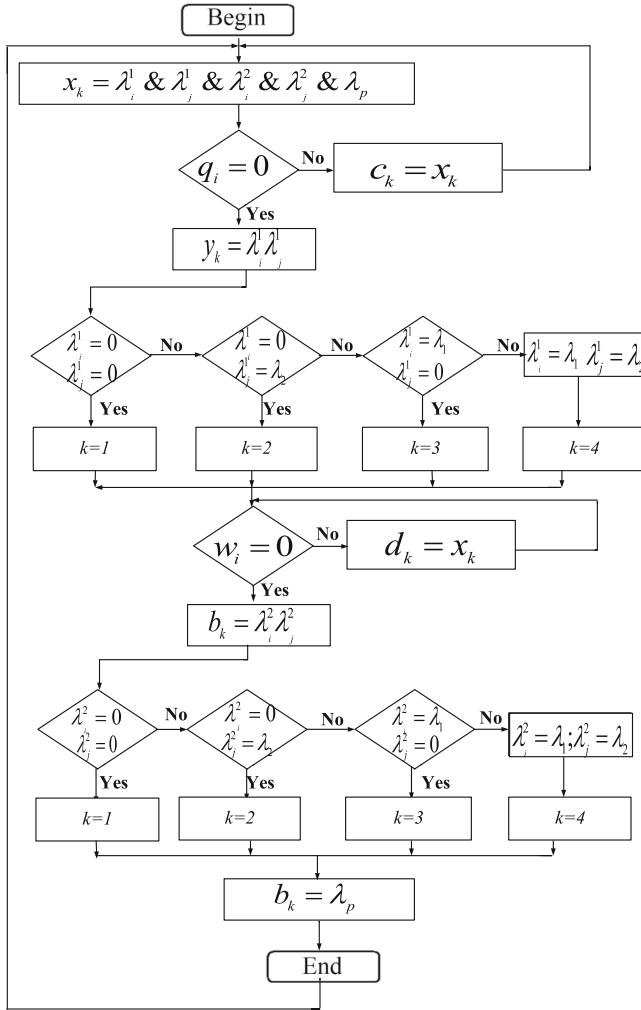 Begin
x_k = λ_i^1 & λ_j^1 & λ_i^2 & λ_j^2 & λ_p
q_i = 0
No
c_k = x_k
Yes
y_k = λ_i^1 λ_j^1
λ_i^1 = 0
λ_j^1 = 0
No
λ_i^1 = 0
λ_j^1 = λ_2
No
λ_i^1 = λ_1
λ_j^1 = 0
No
λ_i^1 = λ_1 λ_j^1 = λ_2
Yes
Yes
Yes
k=1
k=2
k=3
k=4
w_i = 0
No
d_k = x_k
Yes
b_k = λ_i^2 λ_j^2
λ_i^2 = 0
λ_j^2 = 0
No
λ_i^2 = 0
λ_j^2 = λ_2
No
λ_i^2 = λ_1
λ_j^2 = 0
No
λ_i^2 = λ_1; λ_j^2 = λ_2
Yes
Yes
Yes
k=1
k=2
k=3
k=4
b_k = λ_p
End